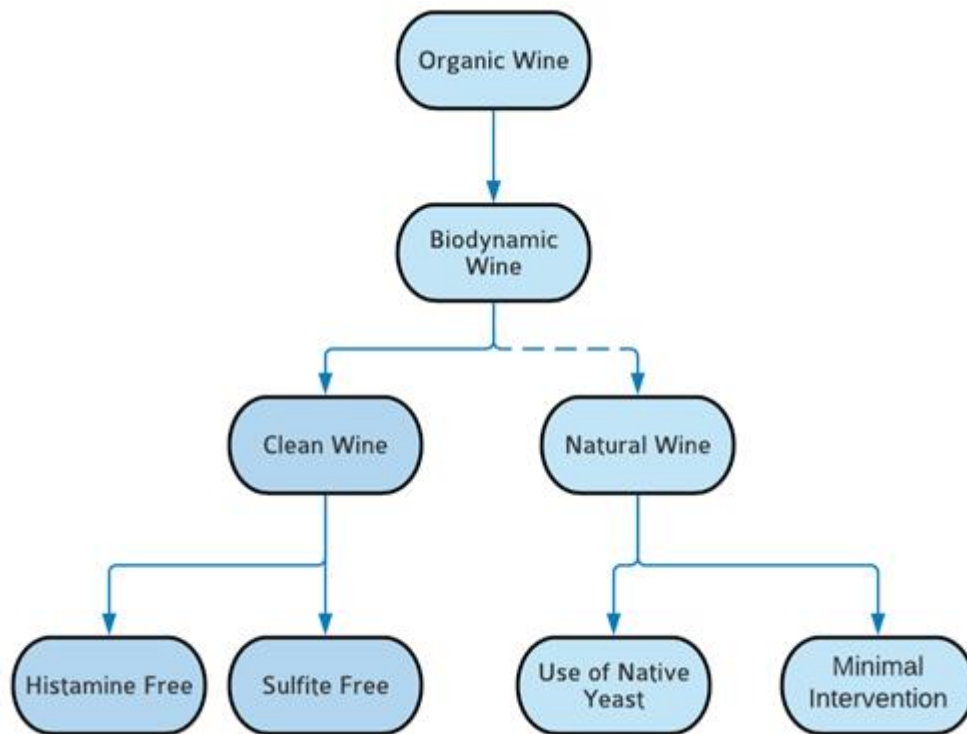 Organic Wine
Biodynamic
Wine
Clean Wine
Natural Wine
Histamine Free
Sulfite Free
Use of Native
Yeast
Minimal
Intervention